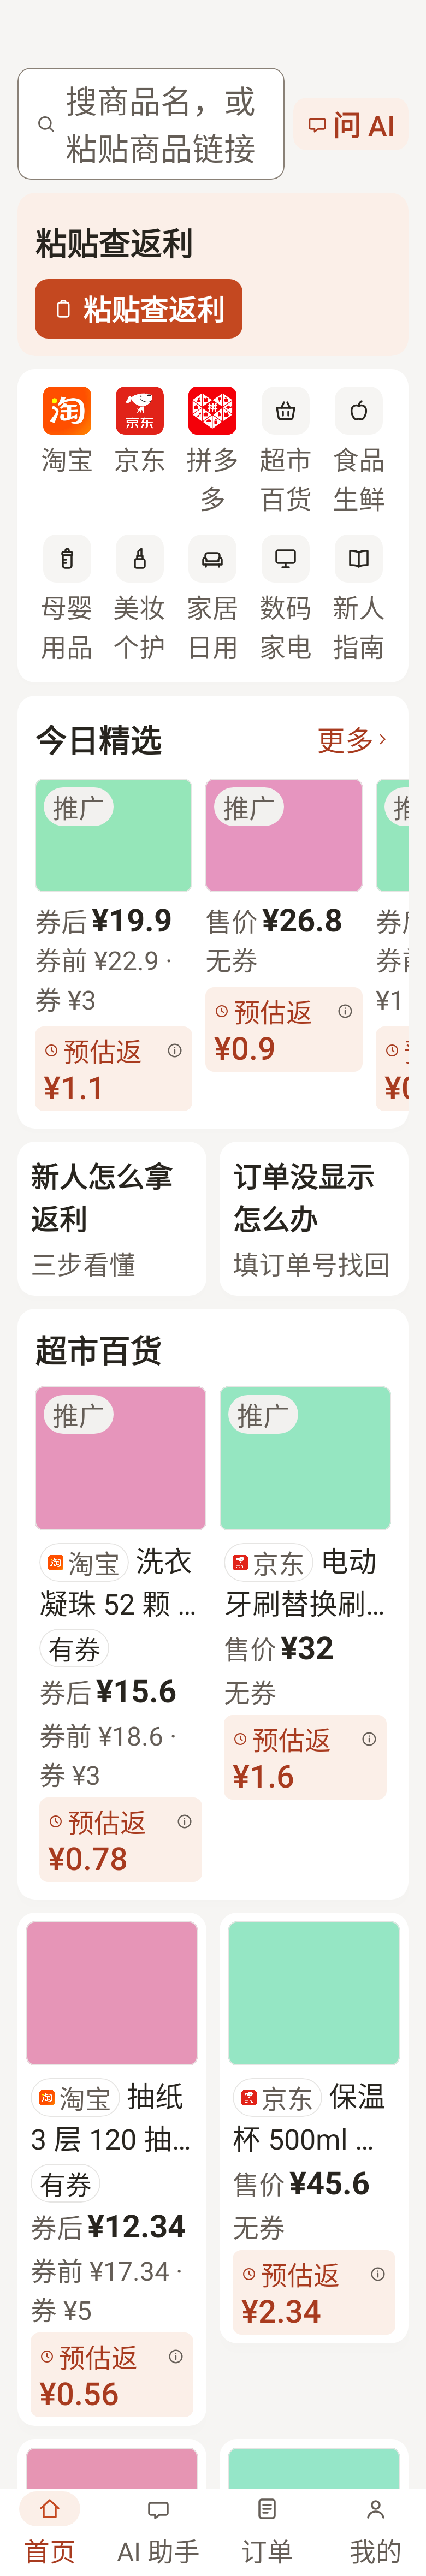 搜商品名，或
粘贴商品链接
问 AI
粘贴查返利
粘贴查返利
淘
京东
拼
淘宝
京东
拼多
多
超市
百货
食品
生鲜
母婴
用品
美妆
个护
家居
日用
数码
家电
新人
指南
今日精选
更多
推广
券后 ¥19.9
券前 ¥22.9 ·
券 ¥3
预估返
¥1.1
推广
售价 ¥26.8
无券
预估返
¥0.9
¥1
新人怎么拿
返利
三步看懂
订单没显示
怎么办
填订单号找回
超市百货
推广
淘宝 洗衣
凝珠 52 颗 ...
有券
券后 ¥15.6
券前 ¥18.6 ·
券 ¥3
预估返
¥0.78
推广
京东 电动
牙刷替换刷...
售价 ¥32
无券
预估返
¥1.6
淘宝 抽纸
3 层 120 抽...
有券
券后 ¥12.34
券前 ¥17.34 ·
券 ¥5
预估返
¥0.56
京东 保温
杯 500ml ...
售价 ¥45.6
无券
预估返
¥2.34
首页
AI 助手
订单
我的